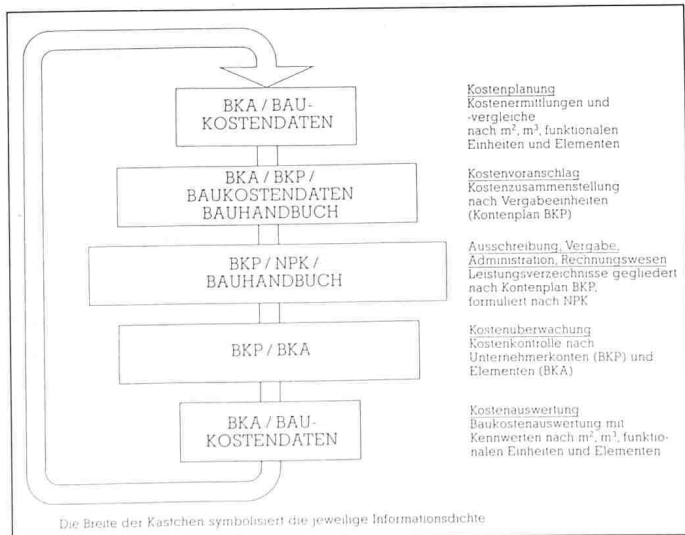 BKA / BAU-
KOSTENDATEN
Kostenplanung
Kostenermittlungen und
-vergleiche
nach m², m³, funktionalen
Einheiten und Elementen
BKA / BKP /
BAUKOSTENDATEN
BAUHANDBUCH
Kostenvoranschlag
Kostenzusammenstellung
nach Vergabeeinheiten
(Kontenplan BKP)
BKP / NPK /
BAUHANDBUCH
Ausschreibung, Vergabe,
Administration, Rechnungswesen
Leistungsverzeichnisse gegliedert
nach Kontenplan BKP,
formuliert nach NPK
BKP / BKA
Kostenüberwachung
Kostenkontrolle nach
Unternehmerkonten (BKP) und
Elementen (BKA)
BKA / BAU-
KOSTENDATEN
Kostenauswertung
Baukostenauswertung mit
Kennwerten nach m², m³, funktio-
nalen Einheiten und Elementen
Die Breite der Kästchen symbolisiert die jeweilige Informationsdichte